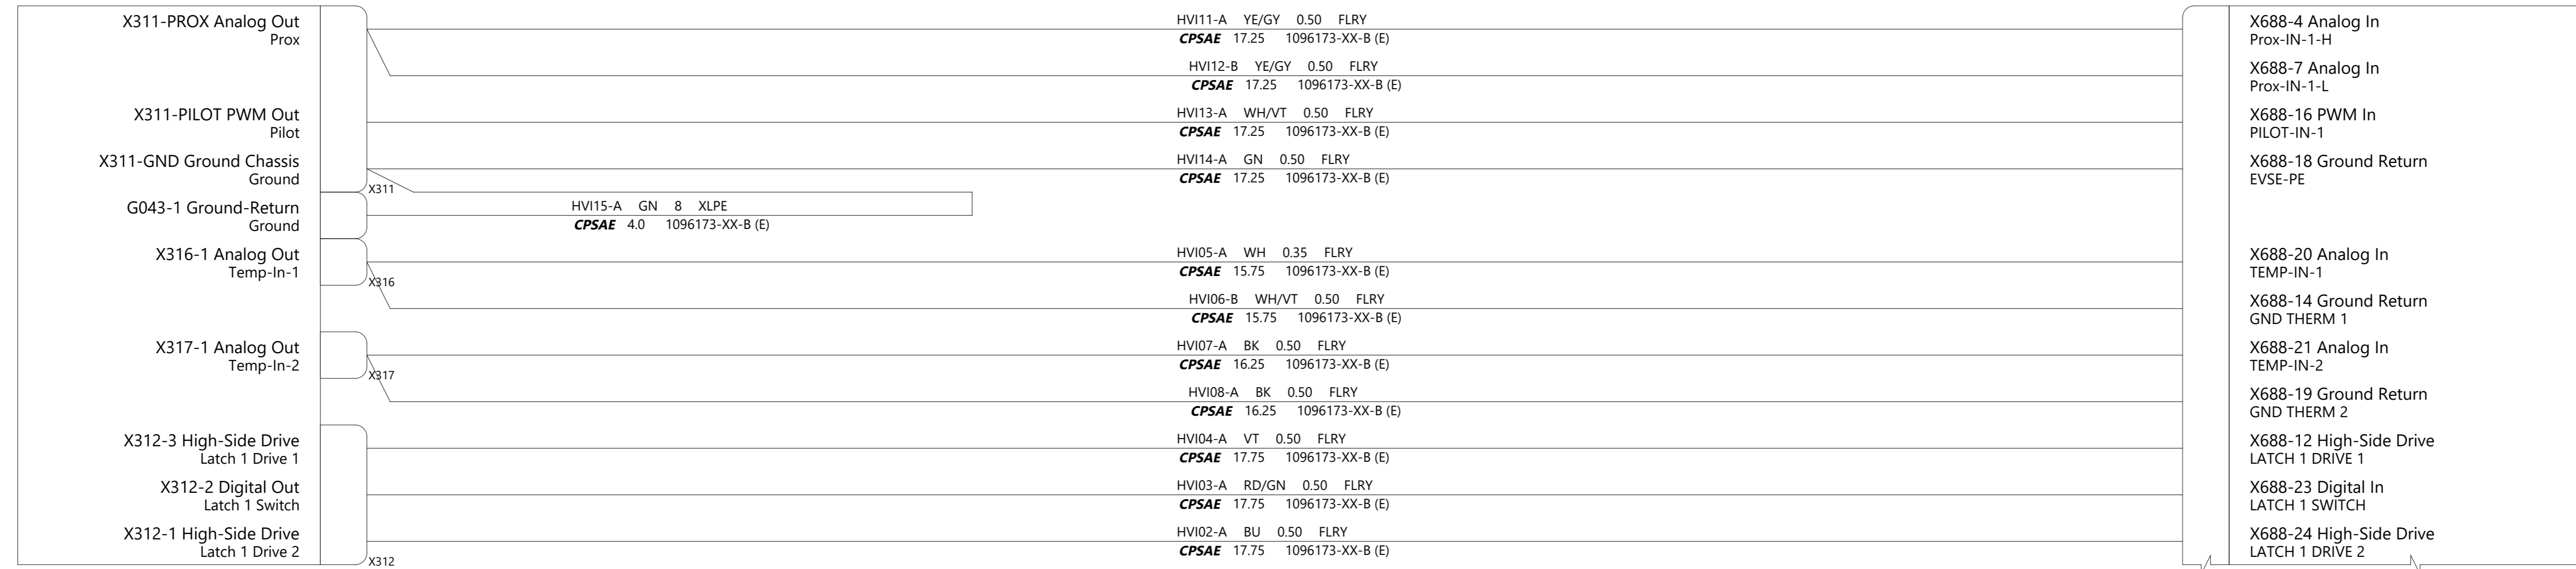 X311-PROX Analog Out
Prox
HVI11-A YE/GY 0.50 FLRY
CPSAE 17.25 1096173-XX-B (E)
X688-4 Analog In
Prox-IN-1-H
HVI12-B YE/GY 0.50 FLRY
CPSAE 17.25 1096173-XX-B (E)
X688-7 Analog In
Prox-IN-1-L
X311-PILOT PWM Out
Pilot
HVI13-A WH/VT 0.50 FLRY
CPSAE 17.25 1096173-XX-B (E)
X688-16 PWM In
PILOT-IN-1
X311-GND Ground Chassis
Ground
X311
HVI14-A GN 0.50 FLRY
CPSAE 17.25 1096173-XX-B (E)
X688-18 Ground Return
EVSE-PE
G043-1 Ground-Return
Ground
HVI15-A GN 8 XLPE
CPSAE 4.0 1096173-XX-B (E)
X316-1 Analog Out
Temp-In-1
X316
HVI05-A WH 0.35 FLRY
CPSAE 15.75 1096173-XX-B (E)
X688-20 Analog In
TEMP-IN-1
HVI06-B WH/VT 0.50 FLRY
CPSAE 15.75 1096173-XX-B (E)
X688-14 Ground Return
GND THERM 1
X317-1 Analog Out
Temp-In-2
X317
HVI07-A BK 0.50 FLRY
CPSAE 16.25 1096173-XX-B (E)
X688-21 Analog In
TEMP-IN-2
HVI08-A BK 0.50 FLRY
CPSAE 16.25 1096173-XX-B (E)
X688-19 Ground Return
GND THERM 2
X312-3 High-Side Drive
Latch 1 Drive 1
HVI04-A VT 0.50 FLRY
CPSAE 17.75 1096173-XX-B (E)
X688-12 High-Side Drive
LATCH 1 DRIVE 1
X312-2 Digital Out
Latch 1 Switch
HVI03-A RD/GN 0.50 FLRY
CPSAE 17.75 1096173-XX-B (E)
X688-23 Digital In
LATCH 1 SWITCH
X312-1 High-Side Drive
Latch 1 Drive 2
X312
HVI02-A BU 0.50 FLRY
CPSAE 17.75 1096173-XX-B (E)
X688-24 High-Side Drive
LATCH 1 DRIVE 2